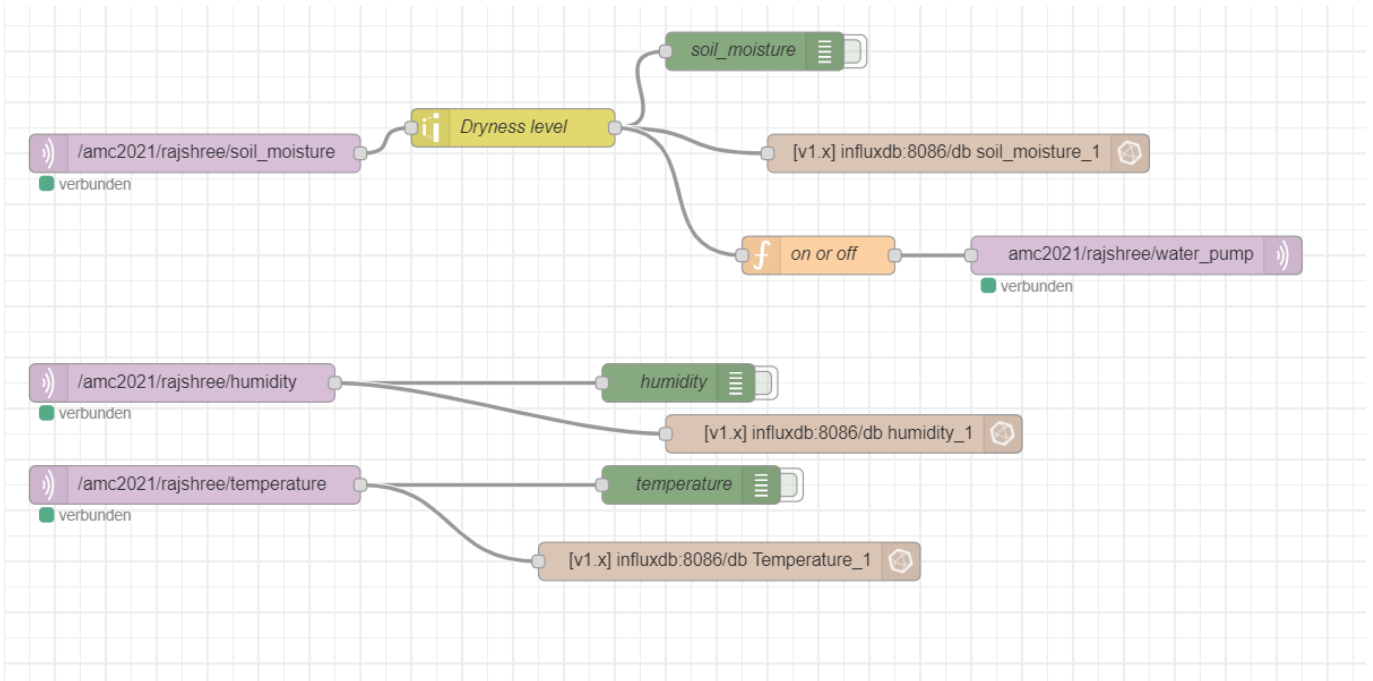 soil_moisture
Dryness level
/amc2021/rajshree/soil_moisture
verbunden
[v1.x] influxdb:8086/db soil_moisture_1
on or off
amc2021/rajshree/water_pump
verbunden
/amc2021/rajshree/humidity
verbunden
humidity
[v1.x] influxdb:8086/db humidity_1
/amc2021/rajshree/temperature
verbunden
temperature
[v1.x] influxdb:8086/db Temperature_1